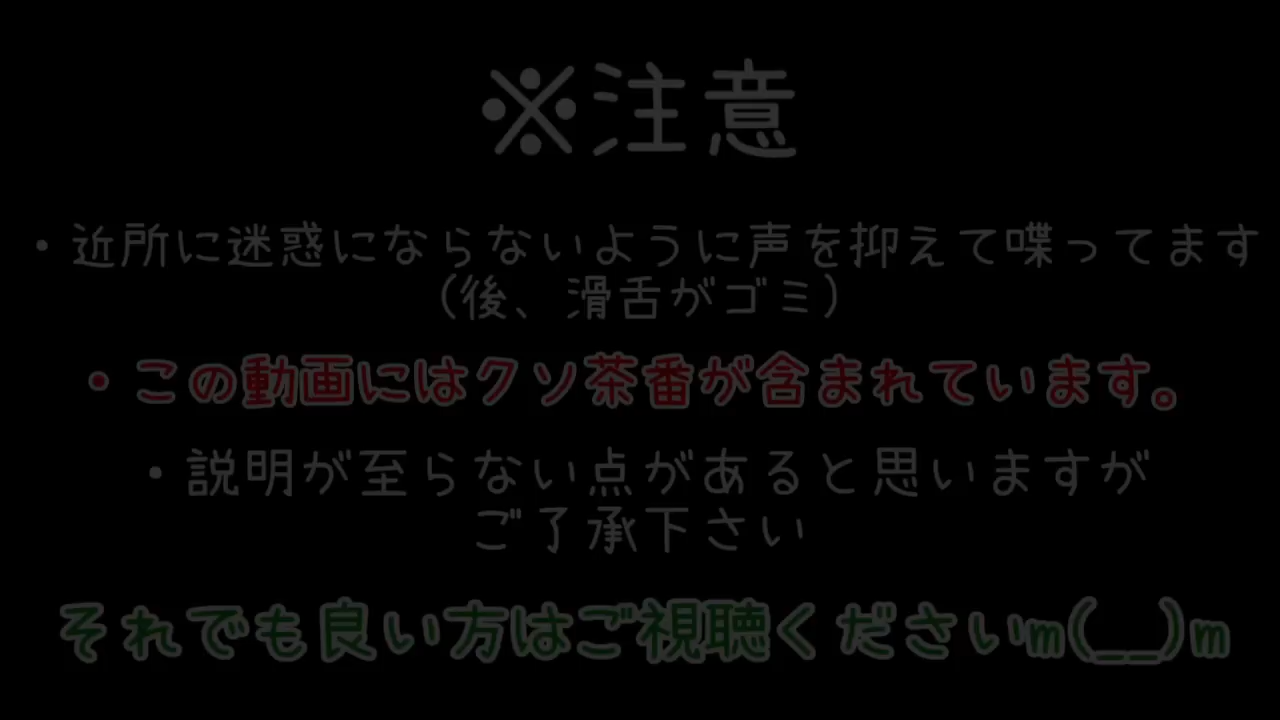 ※注意
・近所に迷惑にならないように声を抑えて喋ってます
(後、滑舌がゴミ)
・この動画にはクソ茶番が含まれています。
・説明が至らない点があると思いますが
ご了承下さい
それでも良い方はご視聴くださいm(__)m